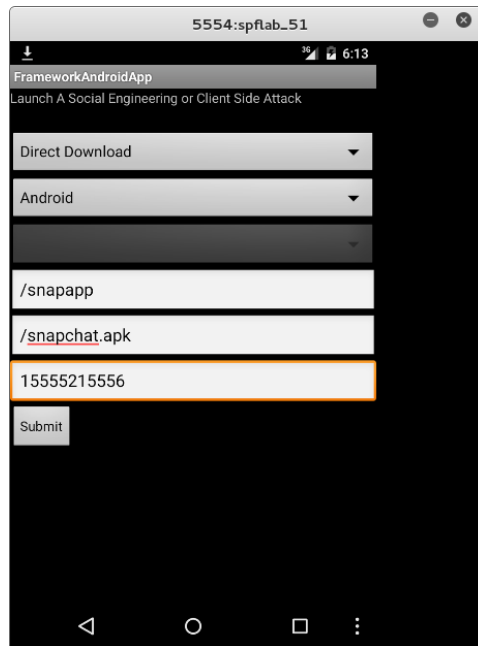 5554:spflab_51
3G 6:13
FrameworkAndroidApp
Launch A Social Engineering or Client Side Attack
Direct Download
Android
/snapapp
/snapchat.apk
15555215556
Submit